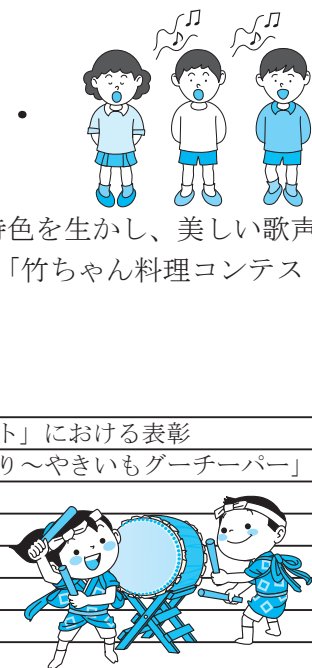 ・
特色を生かし、美しい歌声
「竹ちゃん料理コンテス
ト」における表彰
り～やきいもグーチーパー」